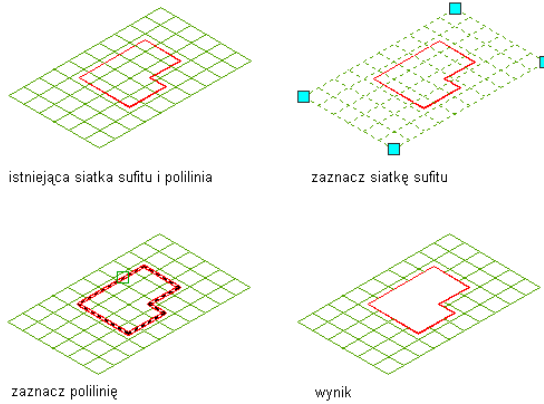 istniejąca siatka sufitu i polilinia
zaznacz siatkę sufitu
zaznacz polilinię
wynik